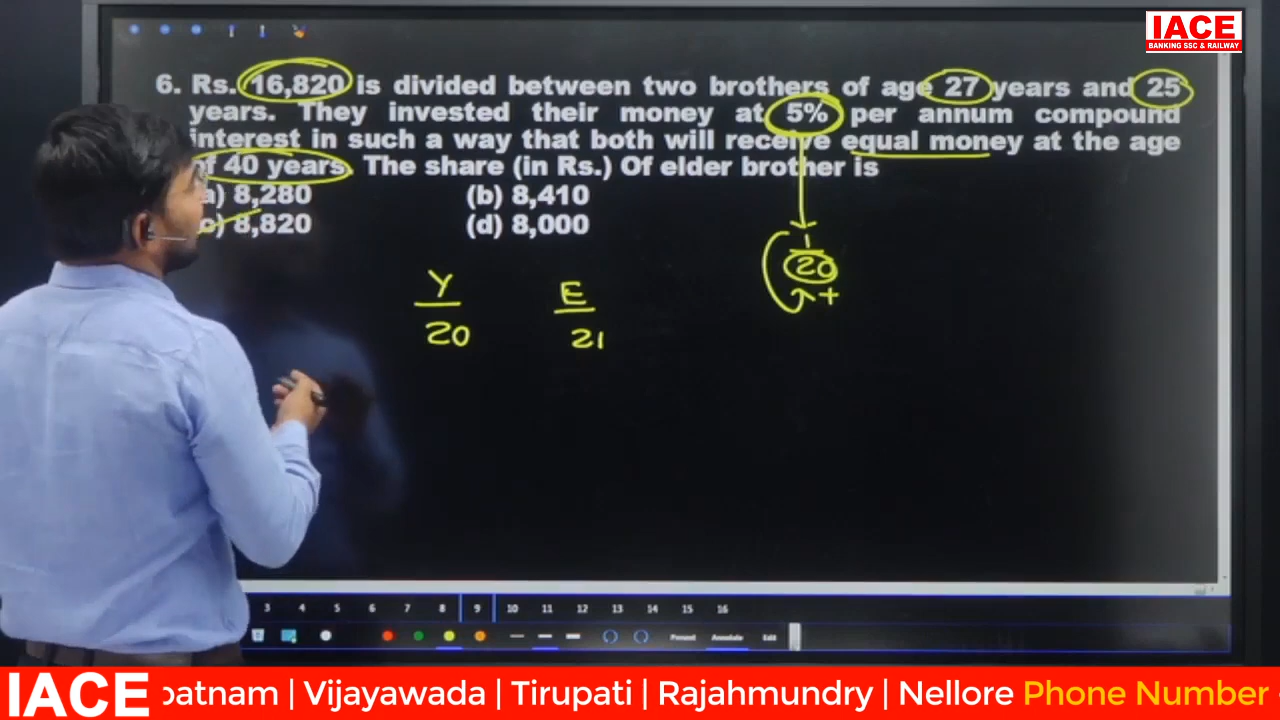 IACE
BANKING SSC & RAILWAY
6. Rs. 16,820 is divided between two brothers of age 27 years and 25
years. They invested their money at 5% per annum compound
interest in such a way that both will receive equal money at the age
of 40 years. The share (in Rs.) Of elder brother is
a) 8,280 (b) 8,410
c) 8,820 (d) 8,000
1
20
+
Y E
20 21
3 4 5 6 7 8 9 10 11 12 13 14 15 16
Present Annotate Exit
IACE patnam | Vijayawada | Tirupati | Rajahmundry | Nellore Phone Number